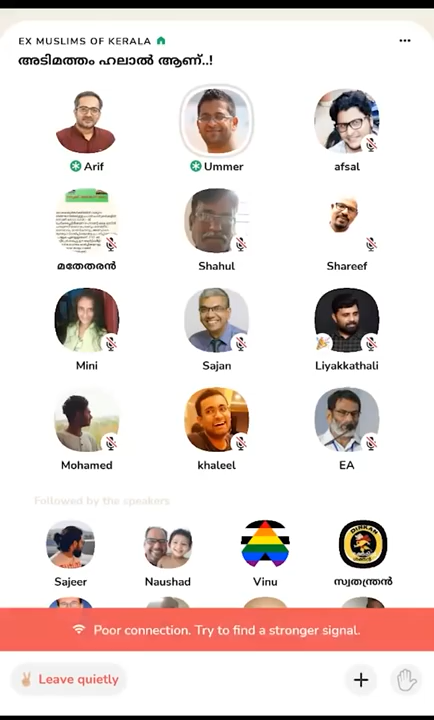 EX MUSLIMS OF KERALA
അടിമത്തം ഹലാൽ ആണ്..!
Arif
Ummer
afsal
മതേതരൻ
Shahul
Shareef
Mini
Sajan
Liyakkathali
Mohamed
khaleel
EA
Followed by the speakers
DINKAN
Sajeer
Naushad
Vinu
സ്വതന്ത്രൻ
Poor connection. Try to find a stronger signal.
Leave quietly